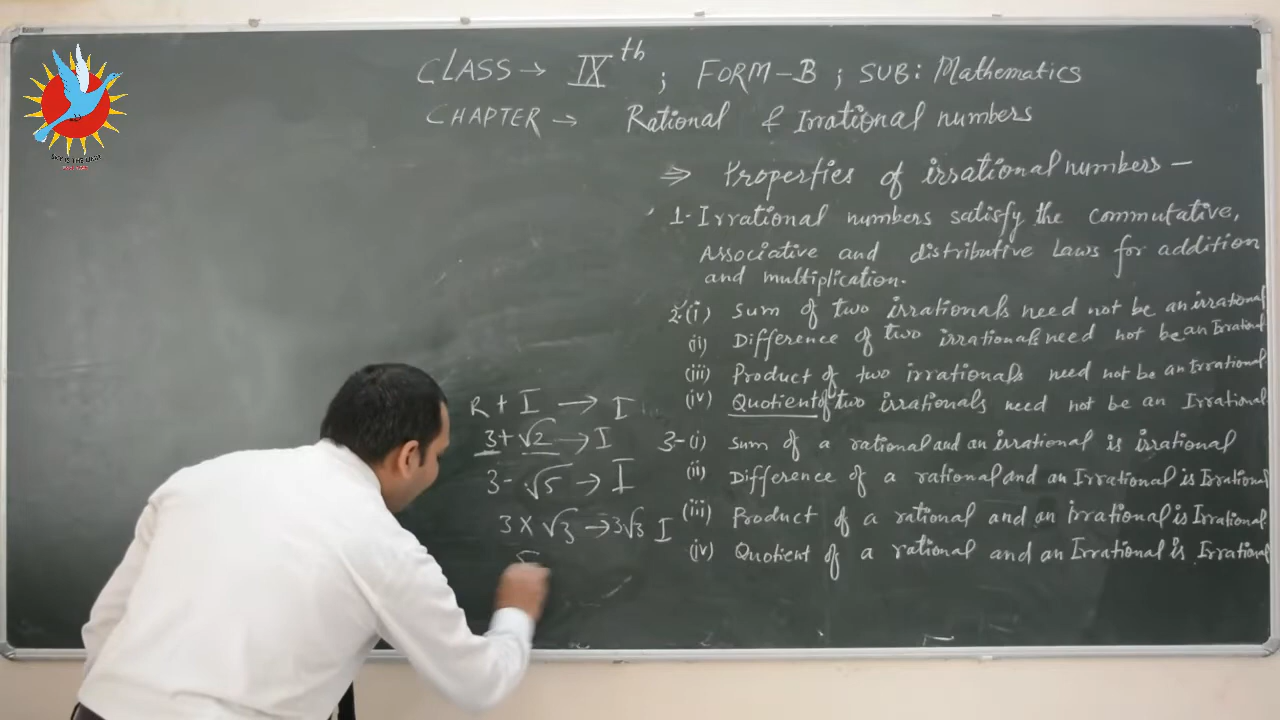 CLASS → IXth ; FORM-B ; SUB: Mathematics
CHAPTER → Rational & Irrational numbers
⇒ Properties of irrational numbers -
1- Irrational numbers satisfy the commutative,
Associative and distributive Laws for addition
and multiplication.
2(i) Sum of two irrationals need not be an irrational
(ii) Difference of two irrationals need not be an Irrational
(iii) Product of two irrationals need not be an Irrational
(iv) Quotient of two irrationals need not be an Irrational
3-(i) Sum of a rational and an irrational is irrational
(ii) Difference of a rational and an Irrational is Irrational
(iii) Product of a rational and an irrational is Irrational
(iv) Quotient of a rational and an Irrational is Irrational
R + I → I
3 + √2 → I
3 - √5 → I
3 × √3 → 3√3 I
5
SKY IS THE LIMIT